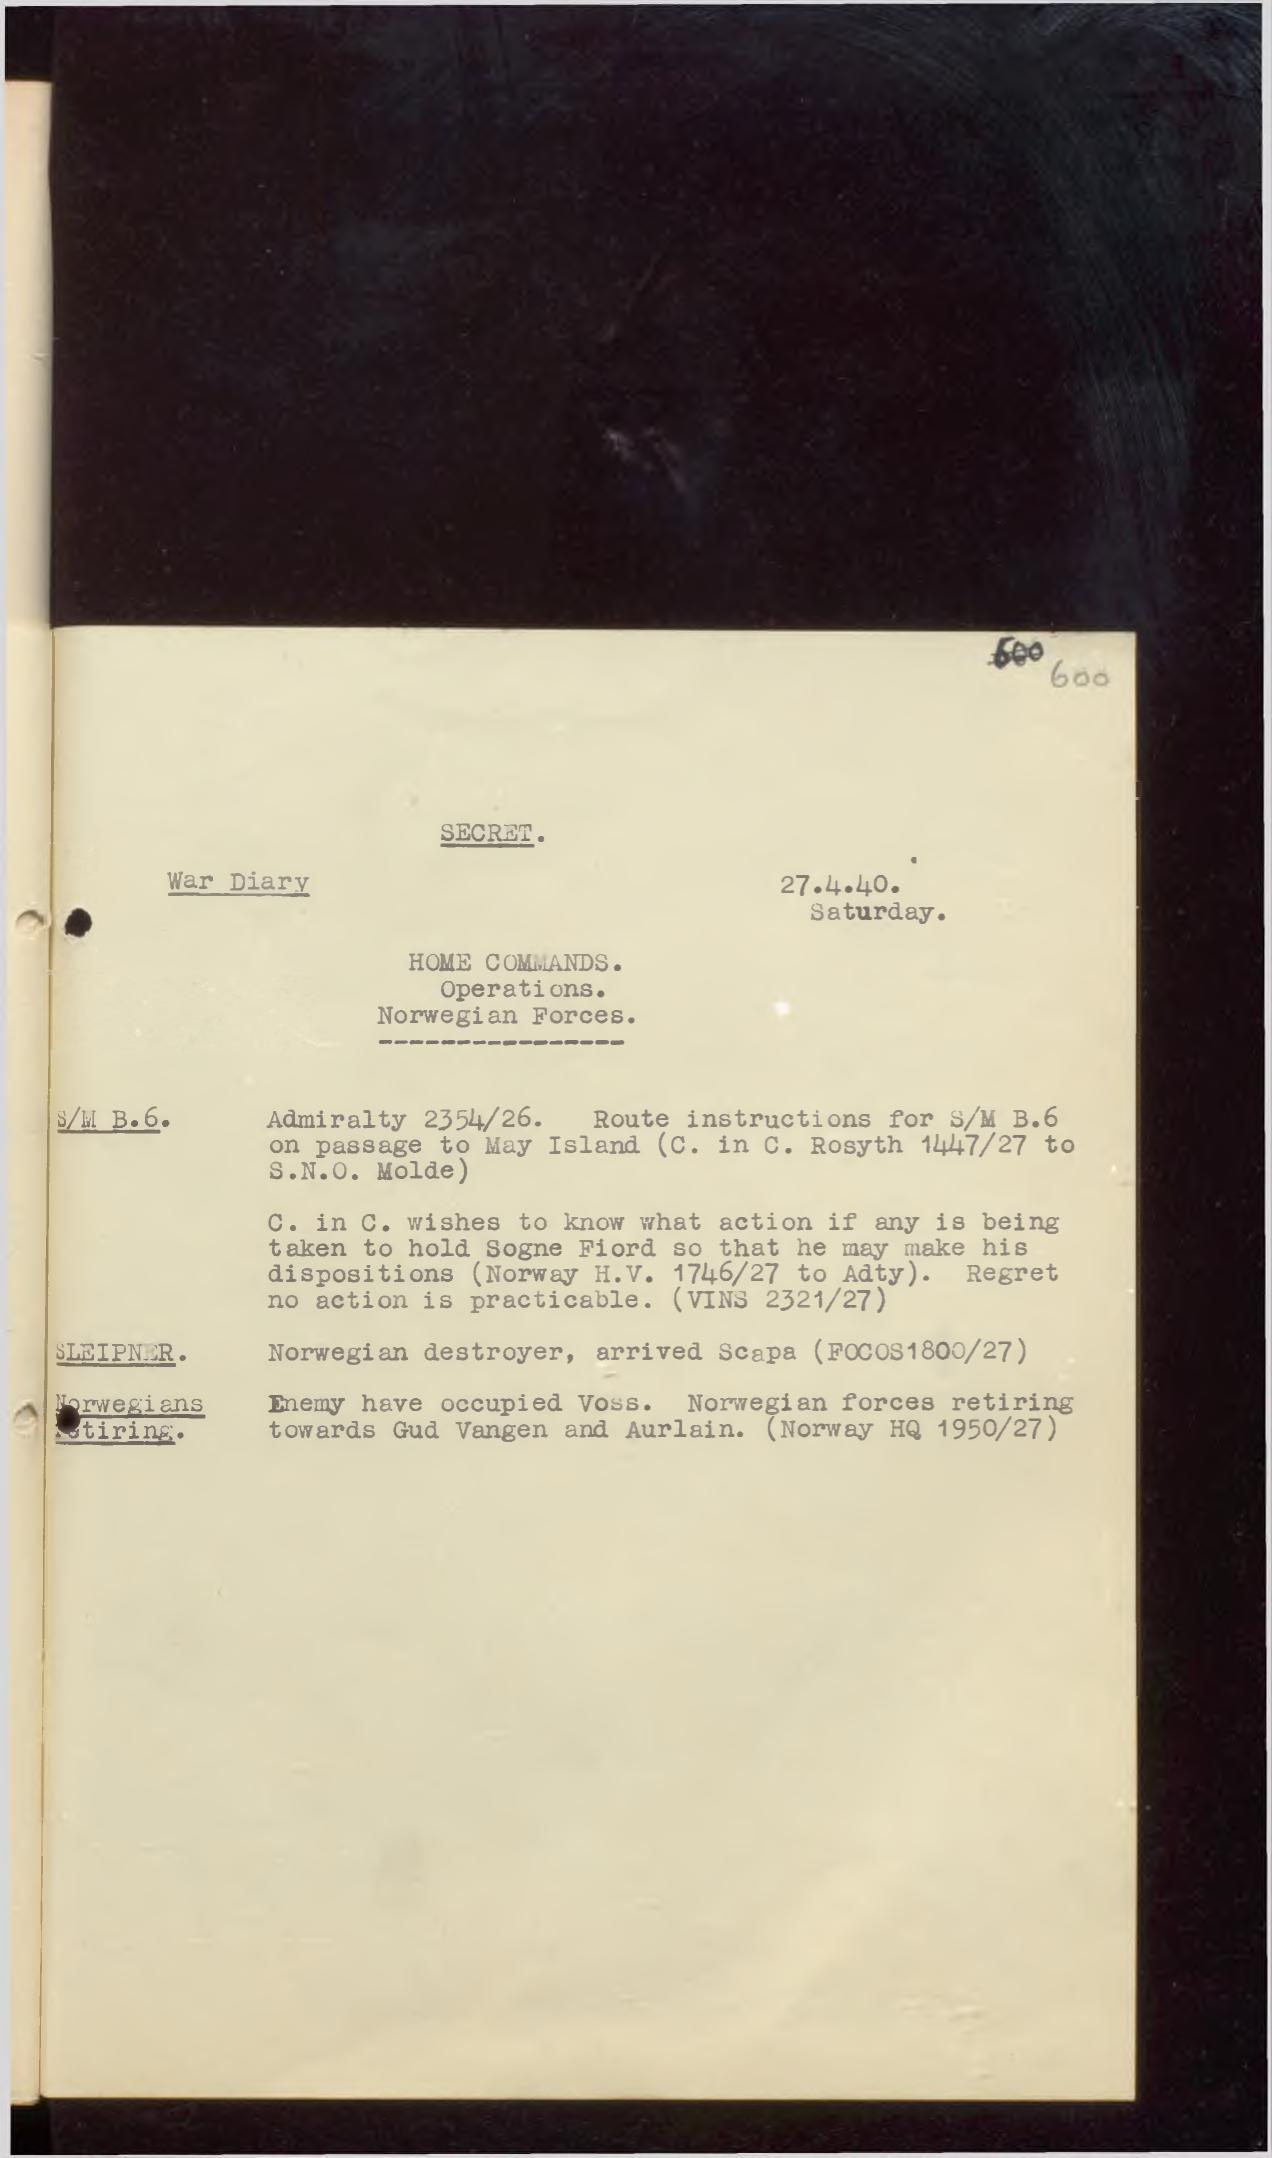 600
600
SECRET.
War Diary 27.4.40.
Saturday.
HOME COMMANDS.
Operations.
Norwegian Forces.
----------------
S/M B.6. Admiralty 2354/26. Route instructions for S/M B.6
on passage to May Island (C. in C. Rosyth 1447/27 to
S.N.O. Molde)
C. in C. wishes to know what action if any is being
taken to hold Sogne Fiord so that he may make his
dispositions (Norway H.V. 1746/27 to Adty). Regret
no action is practicable. (VINS 2321/27)
SLEIPNER. Norwegian destroyer, arrived Scapa (FOCOS1800/27)
Norwegians Enemy have occupied Voss. Norwegian forces retiring
retiring. towards Gud Vangen and Aurlain. (Norway HQ 1950/27)